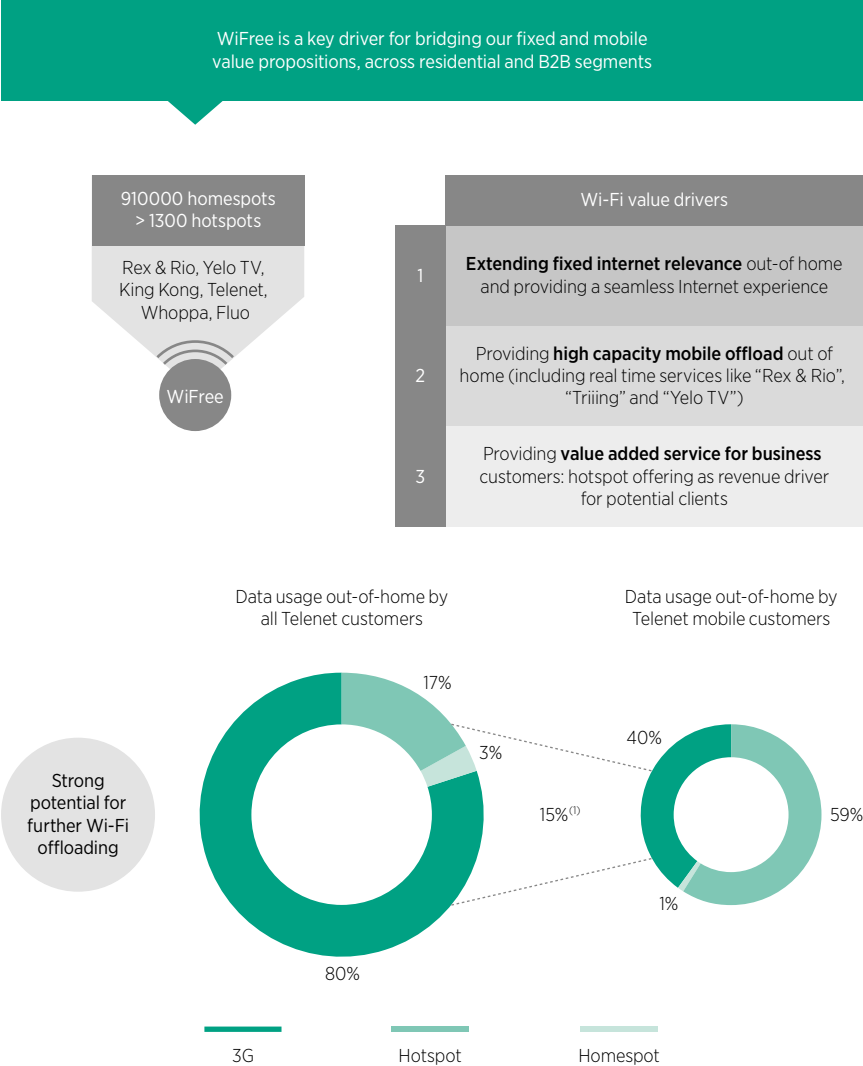 WiFree is a key driver for bridging our fixed and mobile
value propositions, across residential and B2B segments
910000 homespots
> 1300 hotspots
Rex & Rio, Yelo TV,
King Kong, Telenet,
Whoppa, Fluo
WiFree
Wi-Fi value drivers
1
Extending fixed internet relevance out-of home
and providing a seamless Internet experience
2
Providing high capacity mobile offload out of
home (including real time services like “Rex & Rio”,
“Triiing” and “Yelo TV”)
3
Providing value added service for business
customers: hotspot offering as revenue driver
for potential clients
Data usage out-of-home by
all Telenet customers
Data usage out-of-home by
Telenet mobile customers
Strong
potential for
further Wi-Fi
offloading
17%
3%
80%
15%(1)
40%
59%
1%
3G
Hotspot
Homespot